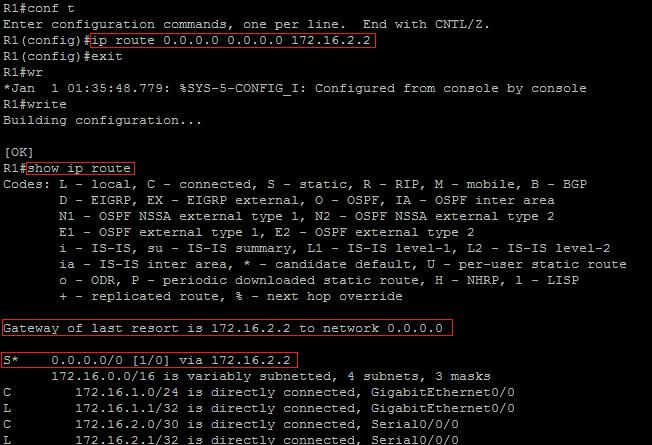 R1#conf t
Enter configuration commands, one per line.  End with CNTL/Z.
R1(config)#ip route 0.0.0.0 0.0.0.0 172.16.2.2
R1(config)#exit
R1#wr
*Jan  1 01:35:48.779: %SYS-5-CONFIG_I: Configured from console by console
R1#write
Building configuration...
[OK]
R1#show ip route
Codes: L - local, C - connected, S - static, R - RIP, M - mobile, B - BGP
       D - EIGRP, EX - EIGRP external, O - OSPF, IA - OSPF inter area
       N1 - OSPF NSSA external type 1, N2 - OSPF NSSA external type 2
       E1 - OSPF external type 1, E2 - OSPF external type 2
       i - IS-IS, su - IS-IS summary, L1 - IS-IS level-1, L2 - IS-IS level-2
       ia - IS-IS inter area, * - candidate default, U - per-user static route
       o - ODR, P - periodic downloaded static route, H - NHRP, l - LISP
       + - replicated route, % - next hop override
Gateway of last resort is 172.16.2.2 to network 0.0.0.0
S*    0.0.0.0/0 [1/0] via 172.16.2.2
      172.16.0.0/16 is variably subnetted, 4 subnets, 3 masks
C        172.16.1.0/24 is directly connected, GigabitEthernet0/0
L        172.16.1.1/32 is directly connected, GigabitEthernet0/0
C        172.16.2.0/30 is directly connected, Serial0/0/0
L        172.16.2.1/32 is directly connected, Serial0/0/0